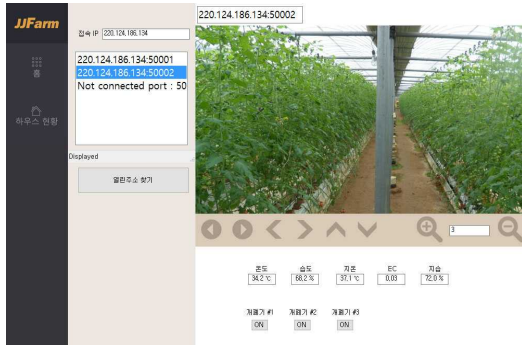 JJFarm
홈
하우스 현황
접속 IP 220,124,186,134
220.124.186.134:50001
220.124.186.134:50002
Not connected port : 50
Displayed
열린주소 찾기
220.124.186.134:50002
3
온도 습도 지온 EC 지습
34,2 ℃ 68,2 % 37,1 ℃ 0,03 72,0 %
개폐기 #1 개폐기 #2 개폐기 #3
ON ON ON